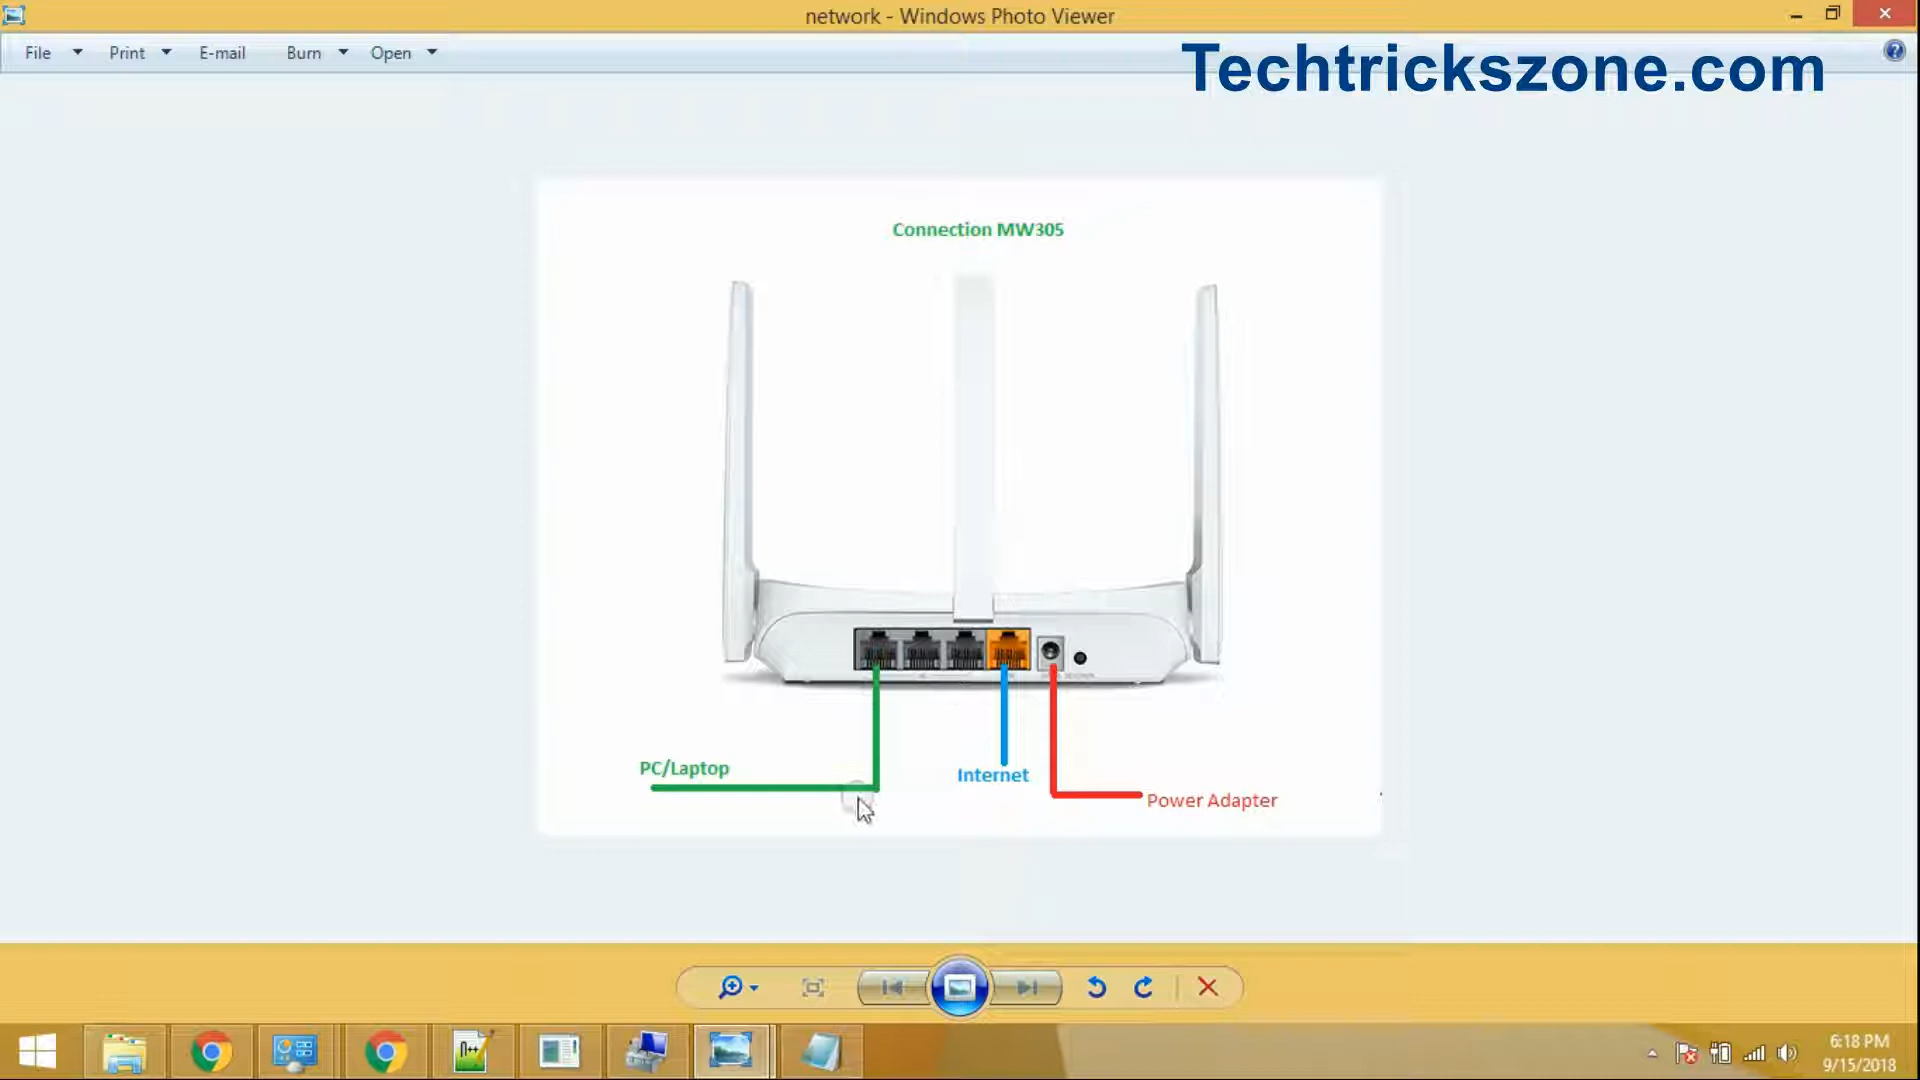 network - Windows Photo Viewer
File Print E-mail Burn Open
Techtrickszone.com
Connection MW305
PC/Laptop
Internet
Power Adapter
6:18 PM
9/15/2018